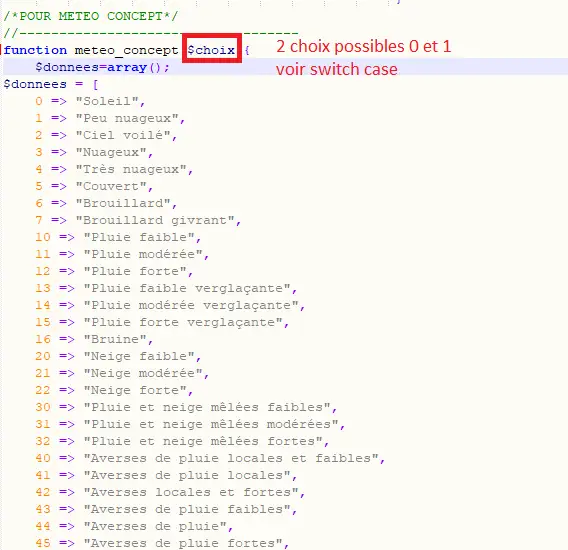 /*POUR METEO CONCEPT*/
//-----------------------------------
function meteo_concept $choix { 2 choix possibles 0 et 1
$donnees=array(); voir switch case
$donnees = [
0 => "Soleil",
1 => "Peu nuageux",
2 => "Ciel voilé",
3 => "Nuageux",
4 => "Très nuageux",
5 => "Couvert",
6 => "Brouillard",
7 => "Brouillard givrant",
10 => "Pluie faible",
11 => "Pluie modérée",
12 => "Pluie forte",
13 => "Pluie faible verglaçante",
14 => "Pluie modérée verglaçante",
15 => "Pluie forte verglaçante",
16 => "Bruine",
20 => "Neige faible",
21 => "Neige modérée",
22 => "Neige forte",
30 => "Pluie et neige mêlées faibles",
31 => "Pluie et neige mêlées modérées",
32 => "Pluie et neige mêlées fortes",
40 => "Averses de pluie locales et faibles",
41 => "Averses de pluie locales",
42 => "Averses locales et fortes",
43 => "Averses de pluie faibles",
44 => "Averses de pluie",
45 => "Averses de pluie fortes",